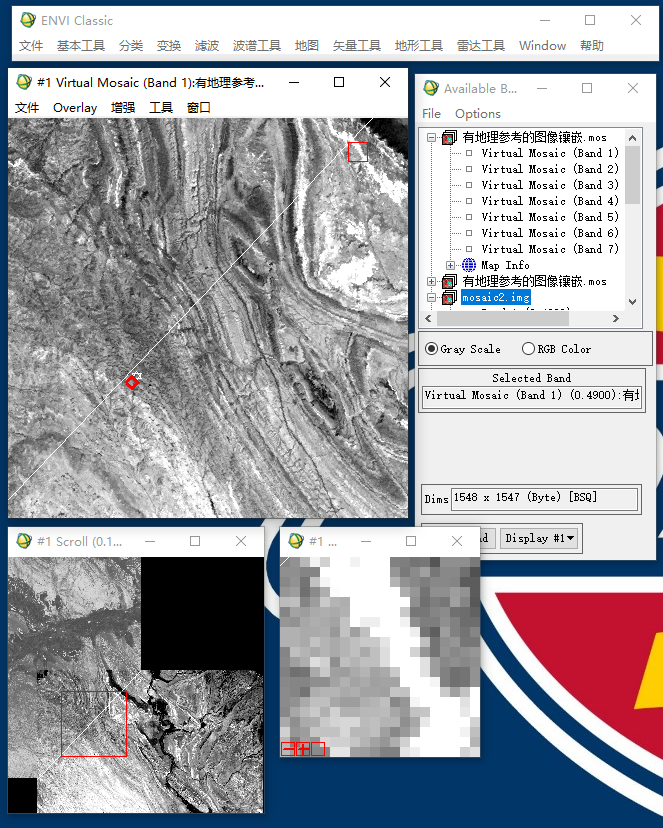 ENVI Classic
文件 基本工具 分类 变换 滤波 波谱工具 地图 矢量工具 地形工具 雷达工具 Window 帮助
#1 Virtual Mosaic (Band 1):有地理参考...
文件 Overlay 增强 工具 窗口
Available B...
File Options
有地理参考的图像镶嵌.mos
Virtual Mosaic (Band 1)
Virtual Mosaic (Band 2)
Virtual Mosaic (Band 3)
Virtual Mosaic (Band 4)
Virtual Mosaic (Band 5)
Virtual Mosaic (Band 6)
Virtual Mosaic (Band 7)
Map Info
有地理参考的图像镶嵌.mos
mosaic2.img
Gray Scale RGB Color
Selected Band
Virtual Mosaic (Band 1) (0.4900):有
Dims 1548 x 1547 (Byte) [BSQ]
Display #1
#1 Scroll (0.1...
#1 ...